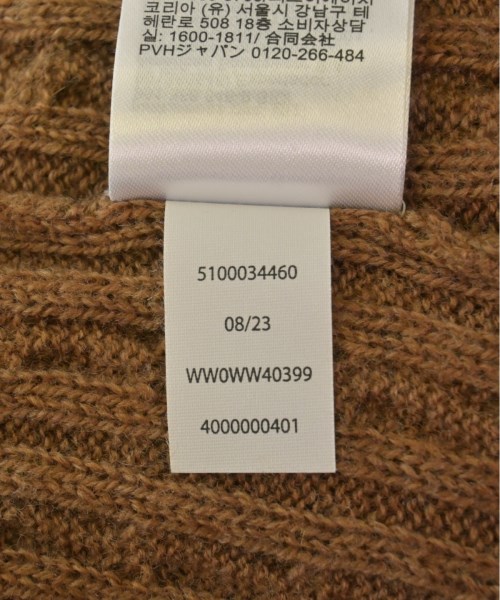 코리아 (유) 서울시 강남구 테
헤란로 508 18층 소비자상담
실: 1600-1811/ 合同会社
PVHジャパン 0120-266-484
5100034460
08/23
WW0WW40399
4000000401